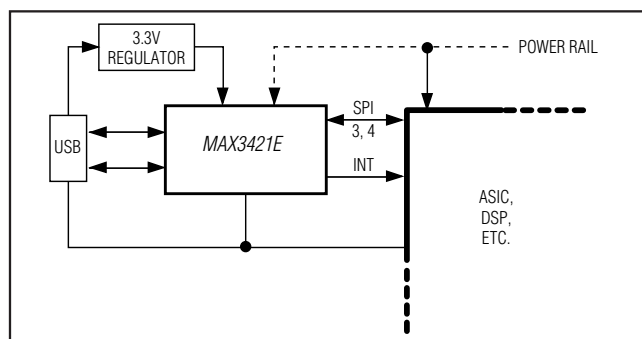 3.3V
REGULATOR
POWER RAIL
USB
MAX3421E
SPI
3, 4
INT
ASIC,
DSP,
ETC.